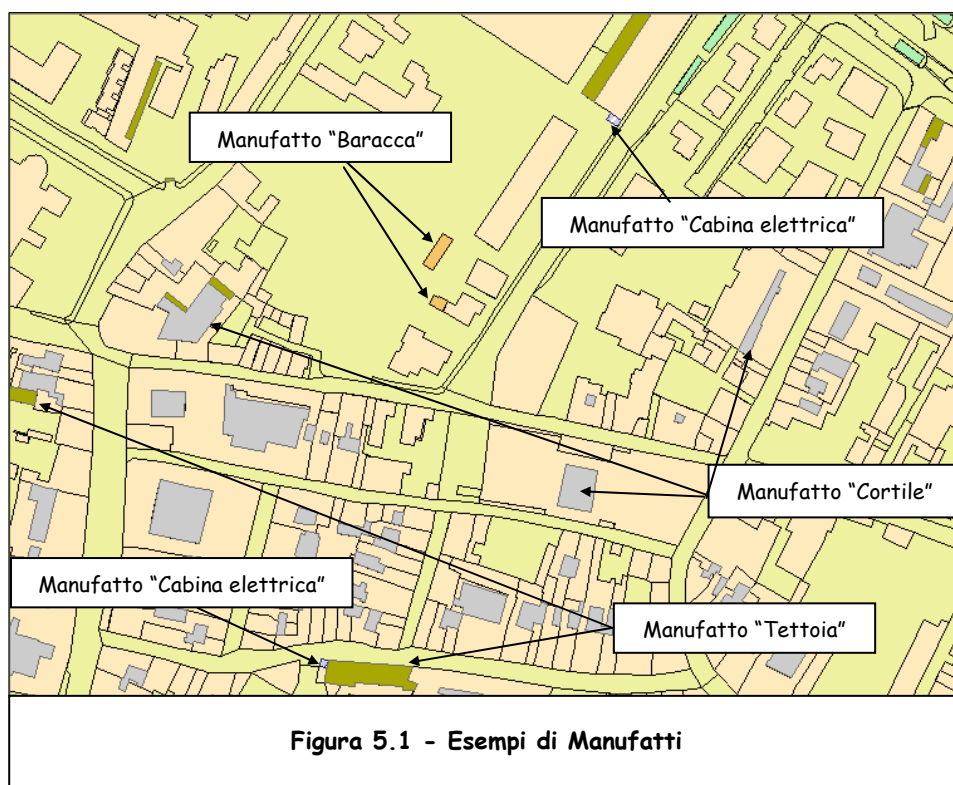 Manufatto “Baracca”
Manufatto “Cabina elettrica”
Manufatto “Cortile”
Manufatto “Cabina elettrica”
Manufatto “Tettoia”
Figura 5.1 - Esempi di Manufatti